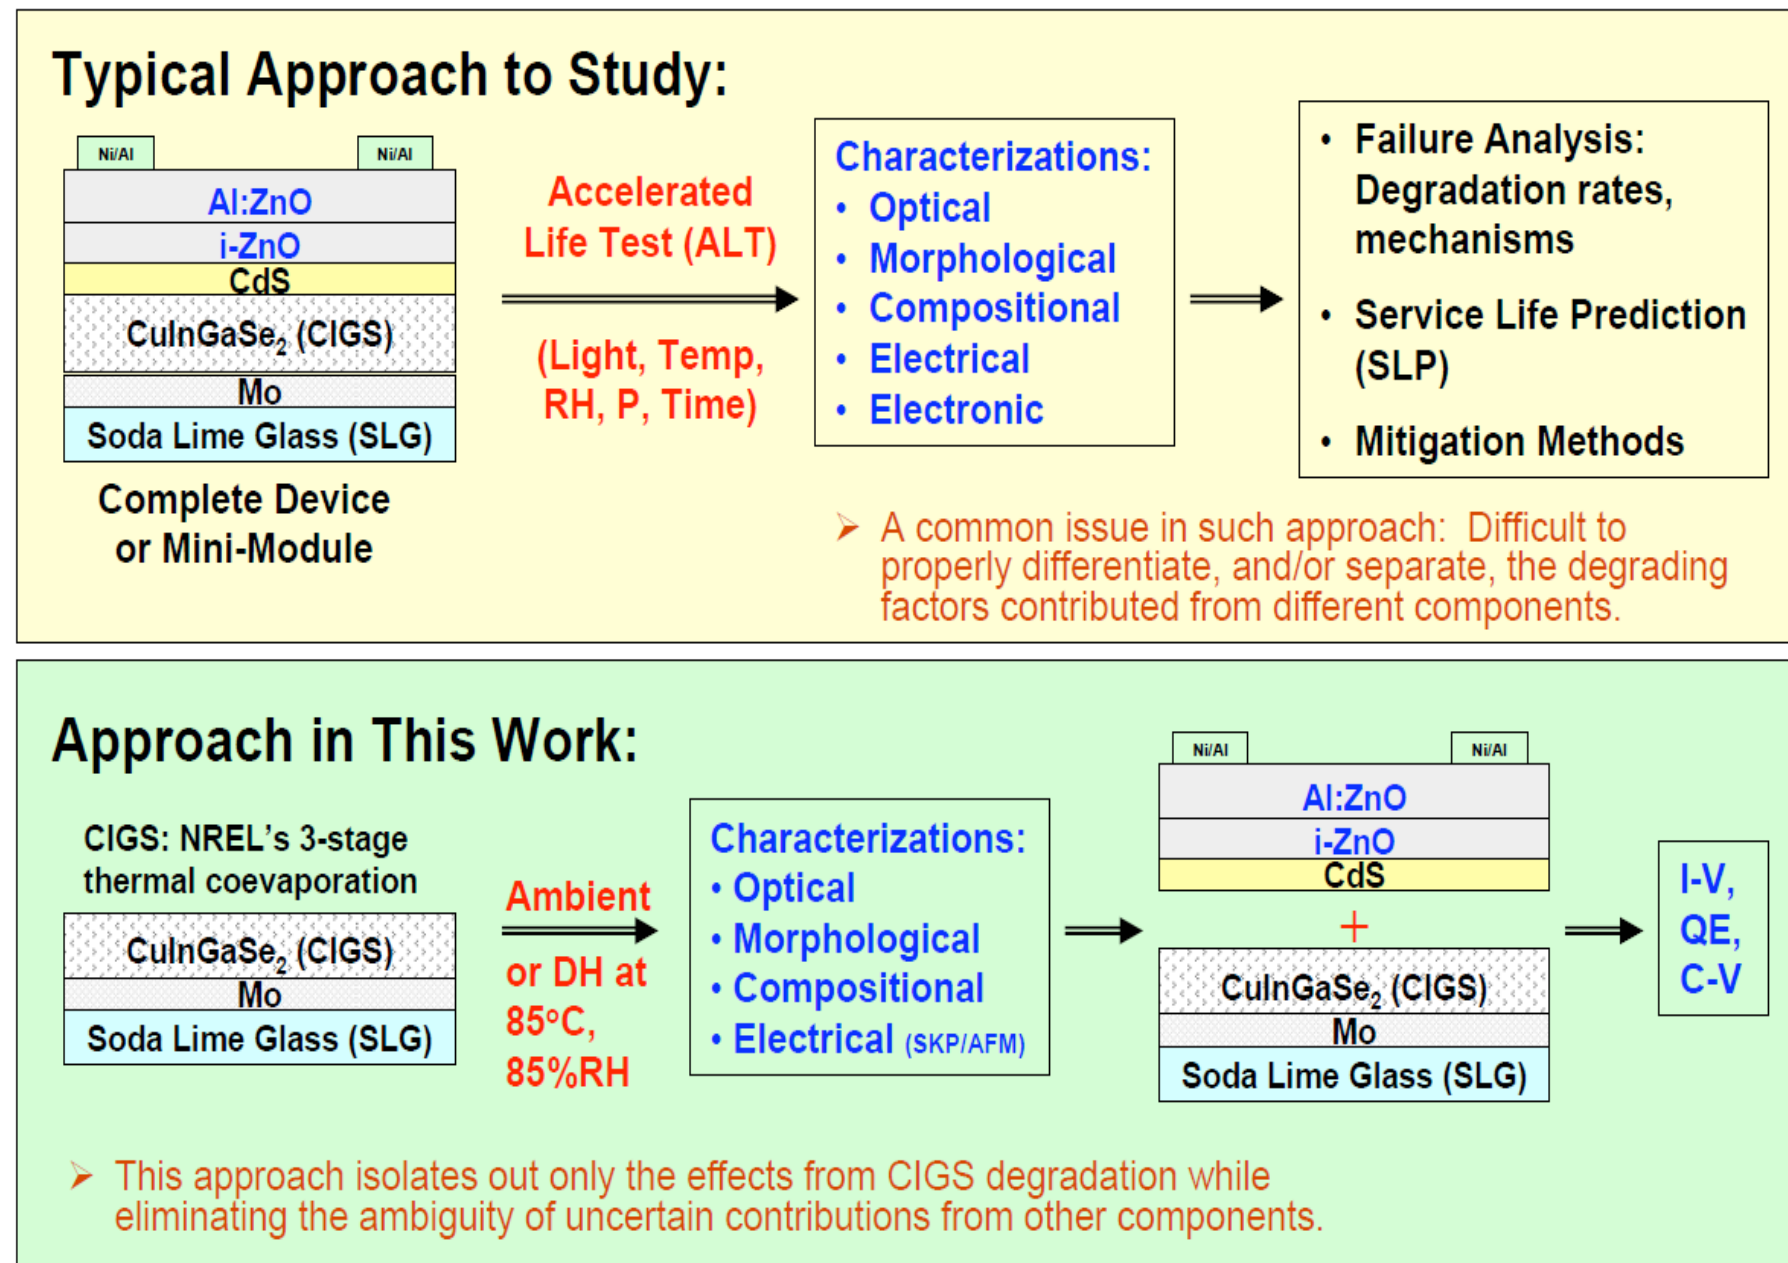 Typical Approach to Study:
Ni/Al
Ni/Al
Al:ZnO
i-ZnO
CdS
CuInGaSe₂ (CIGS)
Mo
Soda Lime Glass (SLG)
Complete Device
or Mini-Module
Accelerated
Life Test (ALT)
(Light, Temp,
RH, P, Time)
Characterizations:
• Optical
• Morphological
• Compositional
• Electrical
• Electronic
• Failure Analysis:
Degradation rates,
mechanisms
• Service Life Prediction
(SLP)
• Mitigation Methods
➢ A common issue in such approach: Difficult to
properly differentiate, and/or separate, the degrading
factors contributed from different components.
Approach in This Work:
CIGS: NREL's 3-stage
thermal coevaporation
CuInGaSe₂ (CIGS)
Mo
Soda Lime Glass (SLG)
Ambient
or DH at
85°C,
85%RH
Characterizations:
• Optical
• Morphological
• Compositional
• Electrical (SKP/AFM)
Ni/Al
Ni/Al
Al:ZnO
i-ZnO
CdS
+
CuInGaSe₂ (CIGS)
Mo
Soda Lime Glass (SLG)
I-V,
QE,
C-V
➢ This approach isolates out only the effects from CIGS degradation while
eliminating the ambiguity of uncertain contributions from other components.